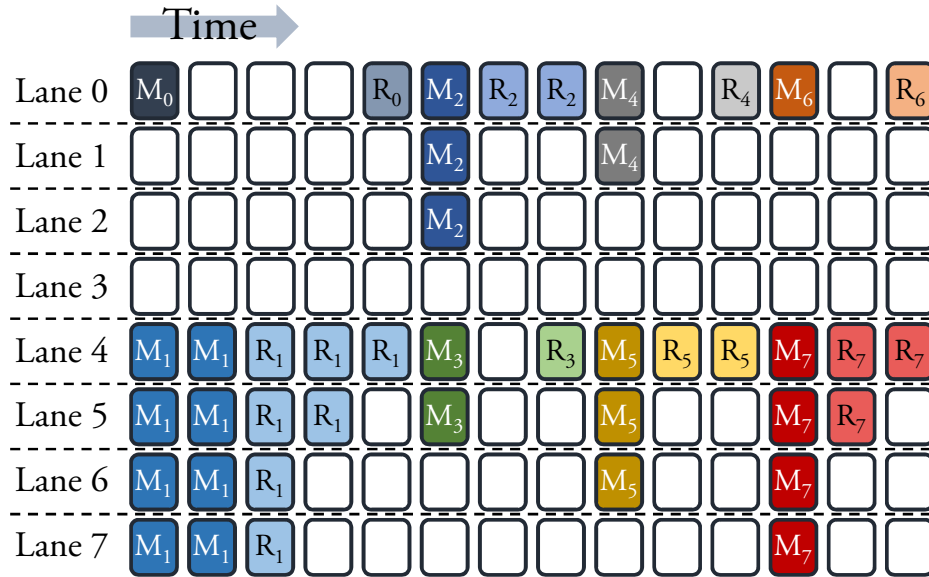 Time
Lane 0 M₀ R₀ M₂ R₂ R₂ M₄ R₄ M₆ R₆
Lane 1 M₂ M₄
Lane 2 M₂
Lane 3
Lane 4 M₁ M₁ R₁ R₁ R₁ M₃ R₃ M₅ R₅ R₅ M₇ R₇ R₇
Lane 5 M₁ M₁ R₁ R₁ M₃ M₅ M₇ R₇
Lane 6 M₁ M₁ R₁ M₅ M₇
Lane 7 M₁ M₁ R₁ M₇